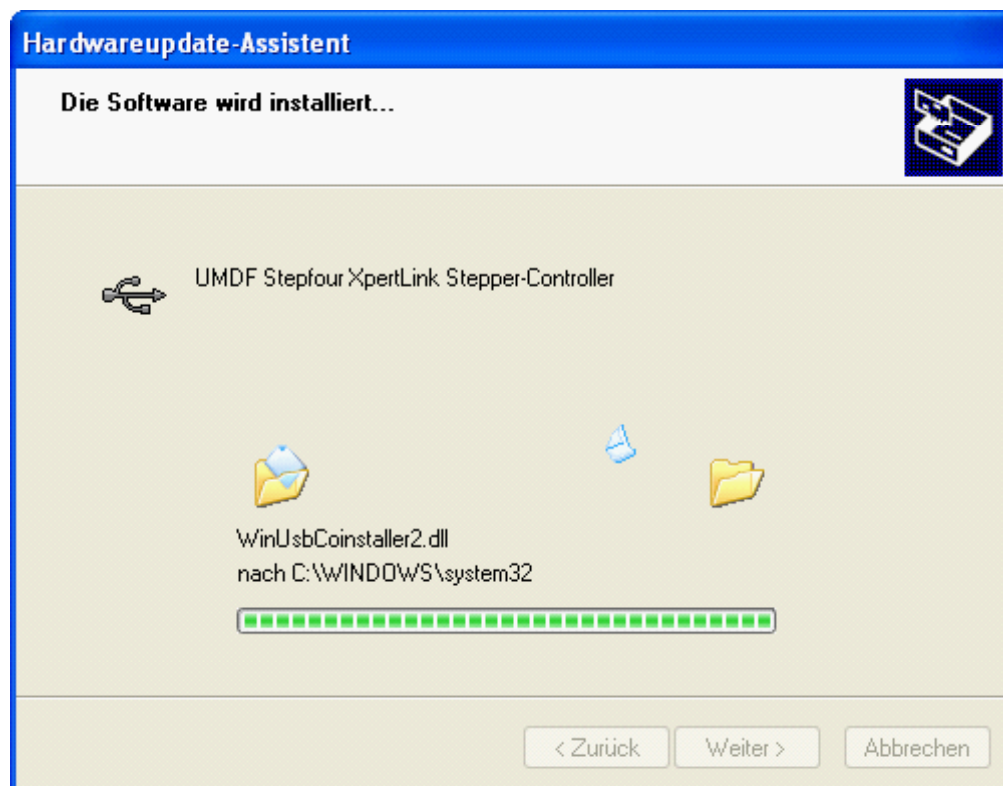 Hardwareupdate-Assistent
Die Software wird installiert...
UMDF Stepfour XpertLink Stepper-Controller
WinUsbCoinstaller2.dll
nach C:\WINDOWS\system32
< Zurück Weiter > Abbrechen